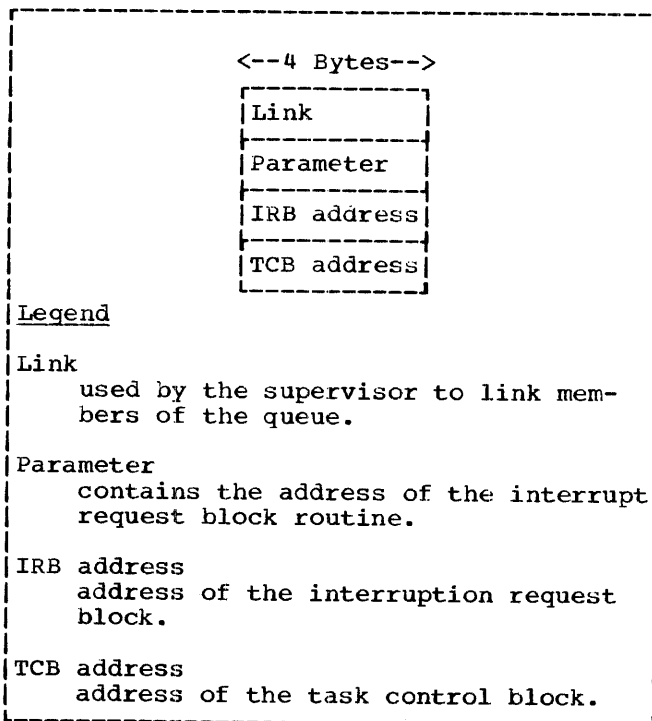 <--4 Bytes-->
Link
Parameter
IRB address
TCB address
Legend
Link
used by the supervisor to link mem-
bers of the queue.
Parameter
contains the address of the interrupt
request block routine.
IRB address
address of the interruption request
block.
TCB address
address of the task control block.